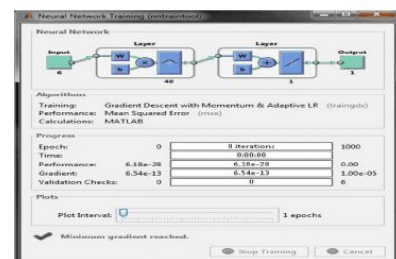 Neural Network Training (nntraintool)
Neural Network
Layer Layer
Input Output
W W
b b
6 1
40 1
Algorithms
Training: Gradient Descent with Momentum & Adaptive LR (traingdx)
Performance: Mean Squared Error (mse)
Calculations: MATLAB
Progress
Epoch: 0 0 iterations 1000
Time: 0:00:00
Performance: 6.18e-28 6.18e-28 0.00
Gradient: 6.54e-13 6.54e-13 1.00e-05
Validation Checks: 0 0 6
Plots
Plot Interval: 1 epochs
Minimum gradient reached.
Stop Training Cancel